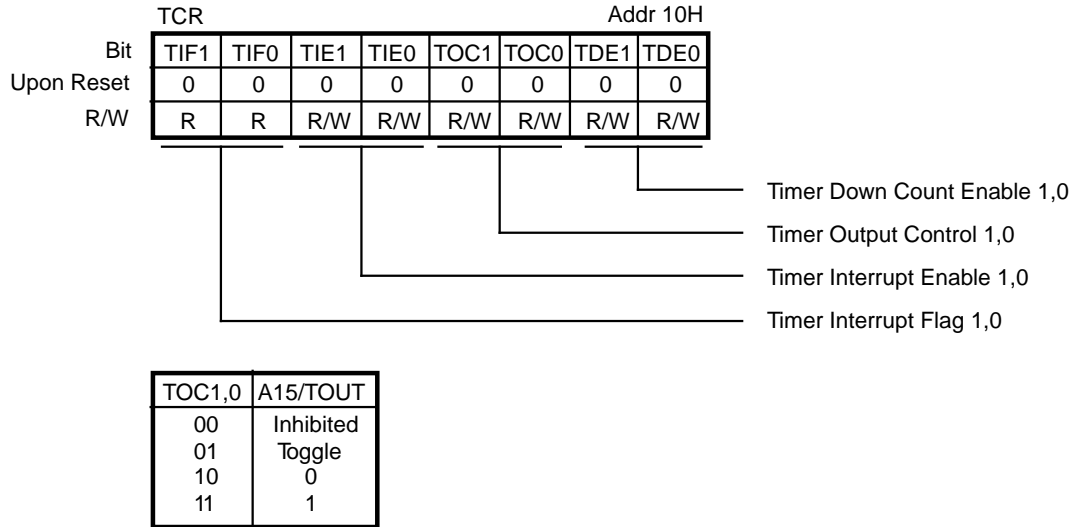 TCR Addr 10H
Bit TIF1 TIF0 TIE1 TIE0 TOC1 TOC0 TDE1 TDE0
Upon Reset 0 0 0 0 0 0 0 0
R/W R R R/W R/W R/W R/W R/W R/W
Timer Down Count Enable 1,0
Timer Output Control 1,0
Timer Interrupt Enable 1,0
Timer Interrupt Flag 1,0
TOC1,0 A15/TOUT
00 Inhibited
01 Toggle
10 0
11 1